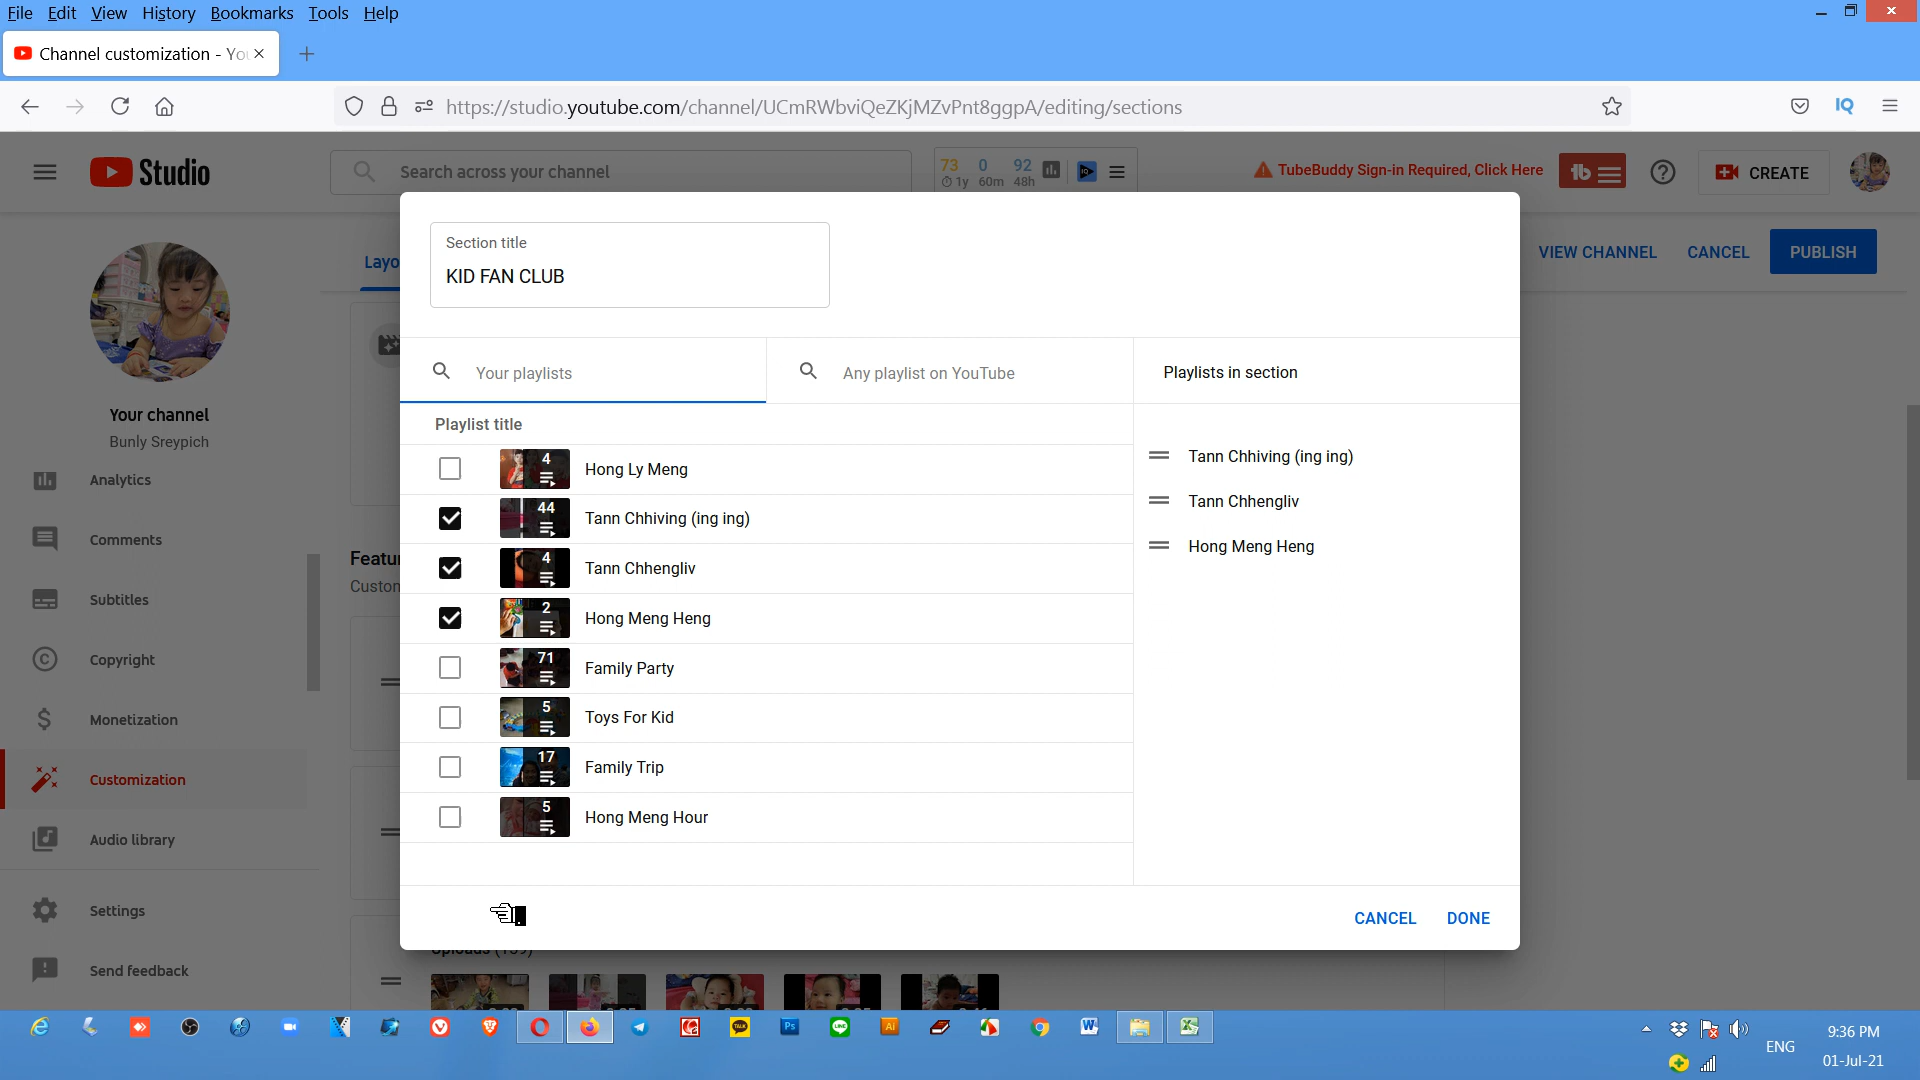 File Edit View History Bookmarks Tools Help
Channel customization - You
https://studio.youtube.com/channel/UCmRWbviQeZKjMZvPnt8ggpA/editing/sections
IQ
Studio
Search across your channel
73 0 92
1y 60m 48h
TubeBuddy Sign-in Required, Click Here
tb
CREATE
Section title
KID FAN CLUB
Layo
VIEW CHANNEL CANCEL PUBLISH
Your playlists
Any playlist on YouTube
Playlists in section
Your channel
Bunly Sreypich
Playlist title
4 Hong Ly Meng
44 Tann Chhiving (ing ing)
4 Tann Chhengliv
2 Hong Meng Heng
71 Family Party
5 Toys For Kid
17 Family Trip
5 Hong Meng Hour
Tann Chhiving (ing ing)
Tann Chhengliv
Hong Meng Heng
Analytics
Comments
Subtitles
Copyright
Monetization
Customization
Audio library
Settings
Send feedback
Featu
Custon
CANCEL DONE
9:36 PM
ENG
01-Jul-21